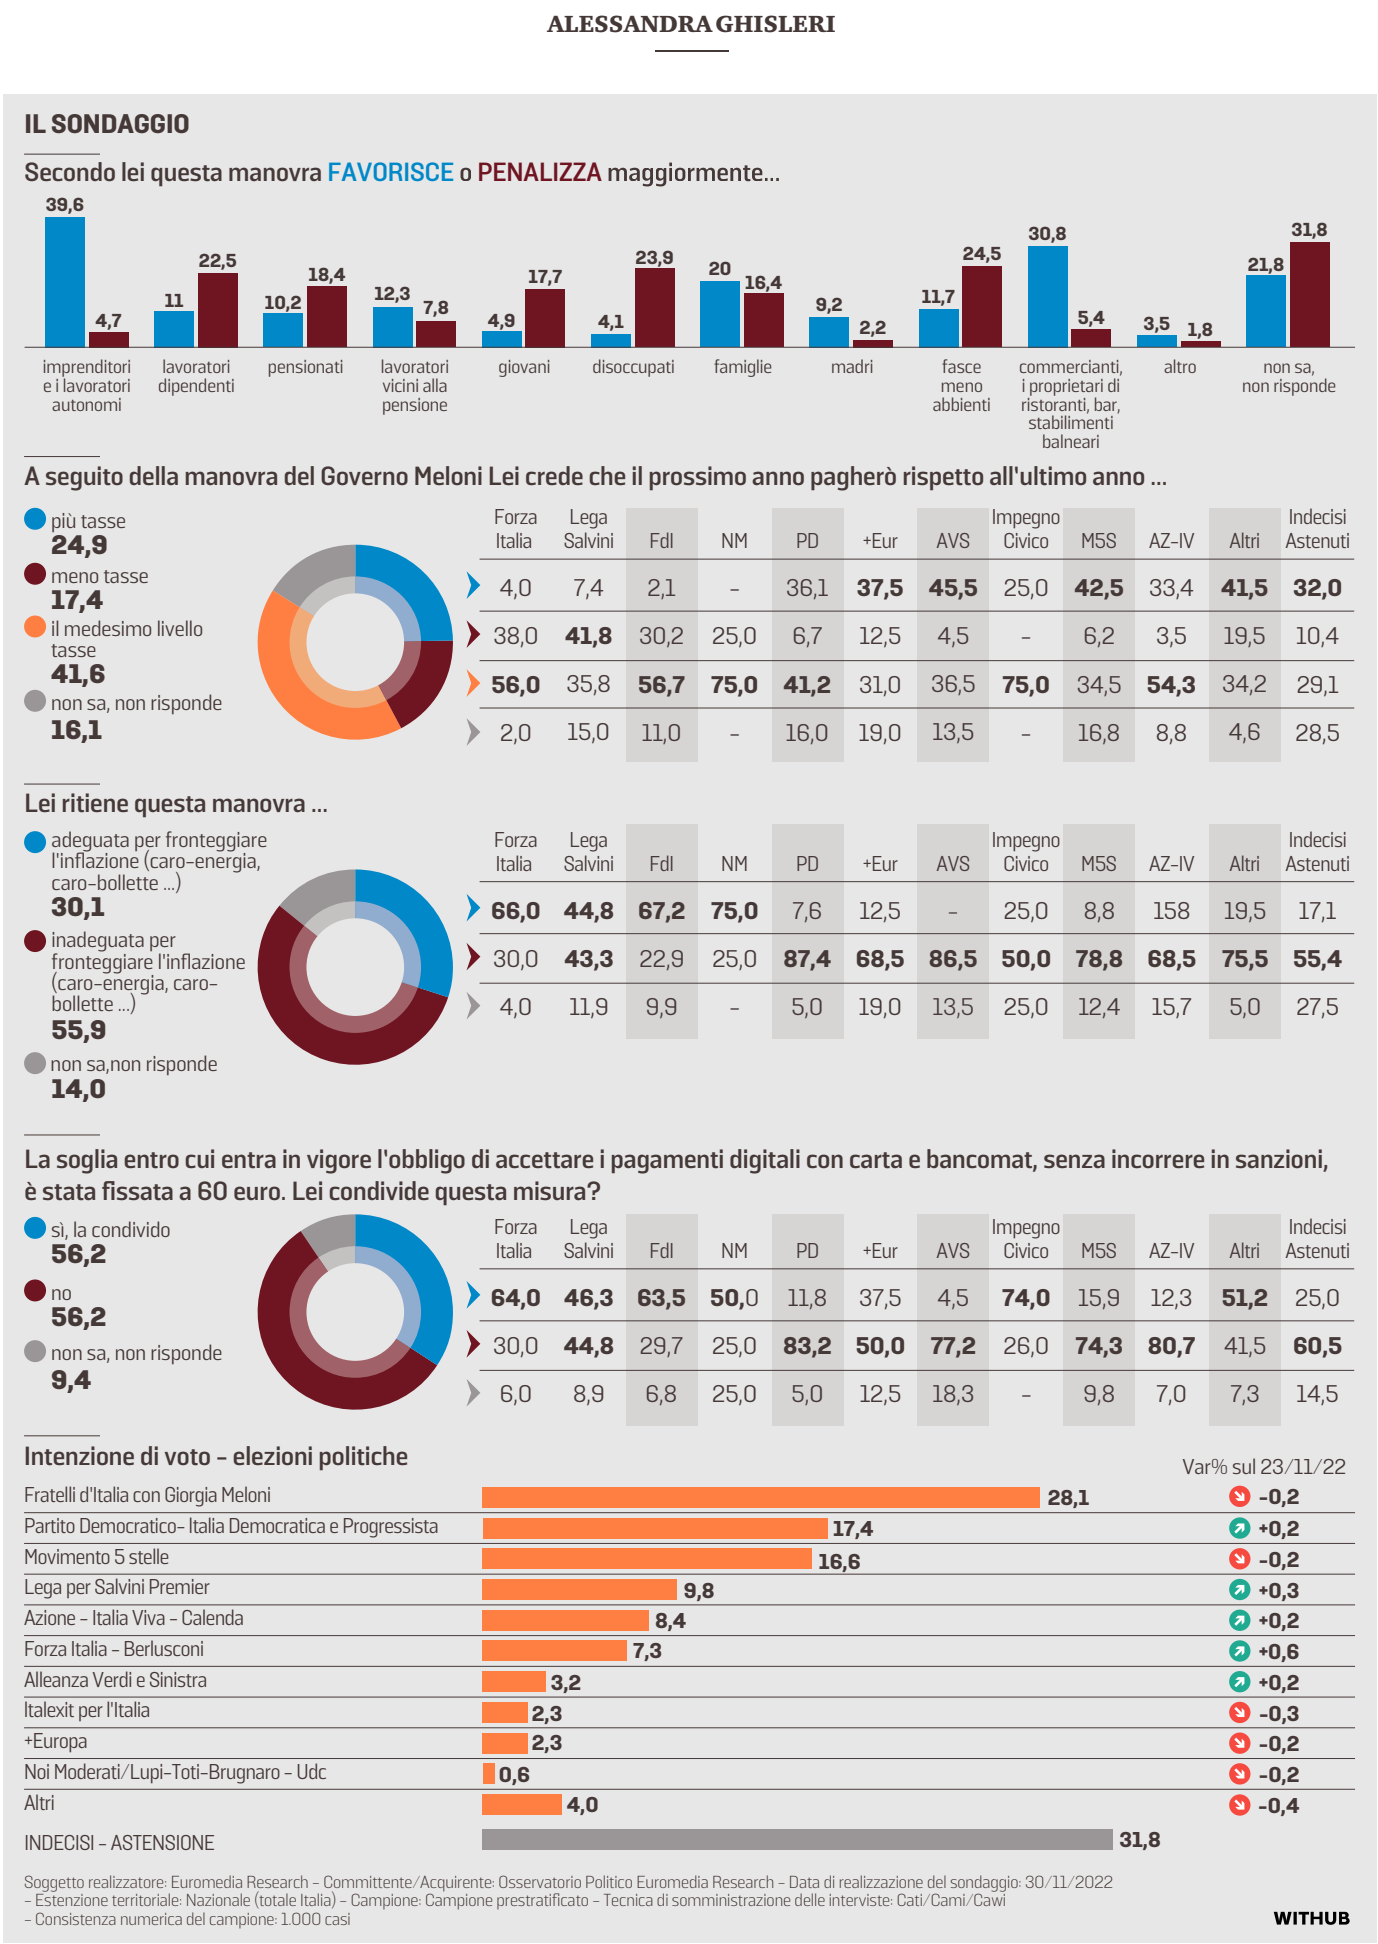 ALESSANDRA GHISLERI
IL SONDAGGIO
Secondo lei questa manovra FAVORISCE o PENALIZZA maggiormente...
39,6 4,7
imprenditori
e i lavoratori
autonomi
11 22,5
lavoratori
dipendenti
10,2 18,4
pensionati
12,3 7,8
lavoratori
vicini alla
pensione
4,9 17,7
giovani
4,1 23,9
disoccupati
20 16,4
famiglie
9,2 2,2
madri
11,7 24,5
fasce
meno
abbienti
30,8 5,4
commercianti,
i proprietari di
ristoranti, bar,
stabilimenti
balneari
3,5 1,8
altro
21,8 31,8
non sa,
non risponde
A seguito della manovra del Governo Meloni Lei crede che il prossimo anno pagherò rispetto all'ultimo anno ...
più tasse
24,9
meno tasse
17,4
il medesimo livello
tasse
41,6
non sa, non risponde
16,1
Forza Lega Impegno Indecisi
Italia Salvini FdI NM PD +Eur AVS Civico M5S AZ-IV Altri Astenuti
4,0 7,4 2,1 - 36,1 37,5 45,5 25,0 42,5 33,4 41,5 32,0
38,0 41,8 30,2 25,0 6,7 12,5 4,5 - 6,2 3,5 19,5 10,4
56,0 35,8 56,7 75,0 41,2 31,0 36,5 75,0 34,5 54,3 34,2 29,1
2,0 15,0 11,0 - 16,0 19,0 13,5 - 16,8 8,8 4,6 28,5
Lei ritiene questa manovra ...
adeguata per fronteggiare
l'inflazione (caro-energia,
caro-bollette ...)
30,1
inadeguata per
fronteggiare l'inflazione
(caro-energia, caro-
bollette ...)
55,9
non sa,non risponde
14,0
Forza Lega Impegno Indecisi
Italia Salvini FdI NM PD +Eur AVS Civico M5S AZ-IV Altri Astenuti
66,0 44,8 67,2 75,0 7,6 12,5 - 25,0 8,8 158 19,5 17,1
30,0 43,3 22,9 25,0 87,4 68,5 86,5 50,0 78,8 68,5 75,5 55,4
4,0 11,9 9,9 - 5,0 19,0 13,5 25,0 12,4 15,7 5,0 27,5
La soglia entro cui entra in vigore l'obbligo di accettare i pagamenti digitali con carta e bancomat, senza incorrere in sanzioni,
è stata fissata a 60 euro. Lei condivide questa misura?
sì, la condivido
56,2
no
56,2
non sa, non risponde
9,4
Forza Lega Impegno Indecisi
Italia Salvini FdI NM PD +Eur AVS Civico M5S AZ-IV Altri Astenuti
64,0 46,3 63,5 50,0 11,8 37,5 4,5 74,0 15,9 12,3 51,2 25,0
30,0 44,8 29,7 25,0 83,2 50,0 77,2 26,0 74,3 80,7 41,5 60,5
6,0 8,9 6,8 25,0 5,0 12,5 18,3 - 9,8 7,0 7,3 14,5
Intenzione di voto - elezioni politiche
Var% sul 23/11/22
Fratelli d'Italia con Giorgia Meloni 28,1 -0,2
Partito Democratico- Italia Democratica e Progressista 17,4 +0,2
Movimento 5 stelle 16,6 -0,2
Lega per Salvini Premier 9,8 +0,3
Azione - Italia Viva - Calenda 8,4 +0,2
Forza Italia - Berlusconi 7,3 +0,6
Alleanza Verdi e Sinistra 3,2 +0,2
Italexit per l'Italia 2,3 -0,3
+Europa 2,3 -0,2
Noi Moderati/Lupi-Toti-Brugnaro - Udc 0,6 -0,2
Altri 4,0 -0,4
INDECISI - ASTENSIONE 31,8
Soggetto realizzatore: Euromedia Research - Committente/Acquirente: Osservatorio Politico Euromedia Research - Data di realizzazione del sondaggio: 30/11/2022
- Estenzione territoriale: Nazionale (totale Italia) - Campione: Campione prestratificato - Tecnica di somministrazione delle interviste: Cati/Cami/Cawi
- Consistenza numerica del campione: 1.000 casi
WITHUB